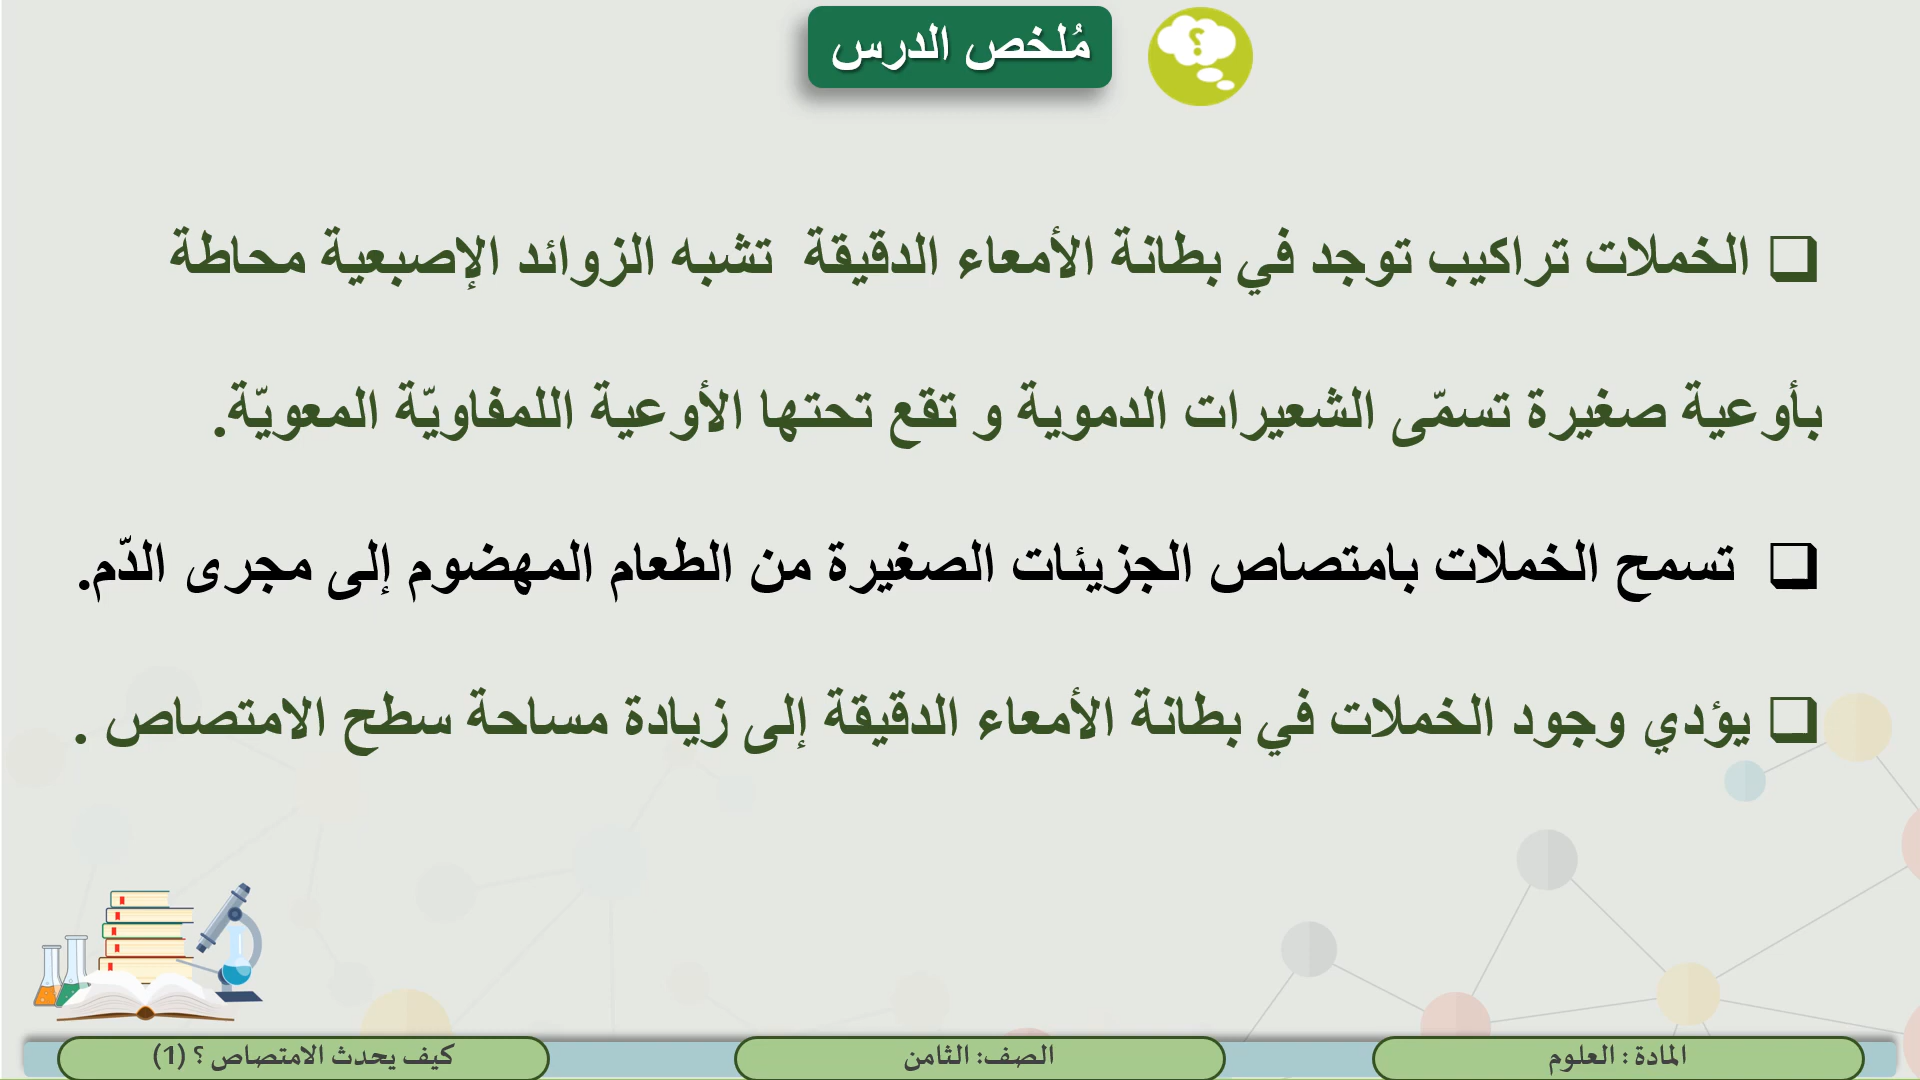 مُلخص الدرس
❑ الخملات تراكيب توجد في بطانة الأمعاء الدقيقة تشبه الزوائد الإصبعية محاطة
بأوعية صغيرة تسمّى الشعيرات الدموية و تقع تحتها الأوعية اللمفاويّة المعويّة.
❑ تسمح الخملات بامتصاص الجزيئات الصغيرة من الطعام المهضوم إلى مجرى الدّم.
❑ يؤدي وجود الخملات في بطانة الأمعاء الدقيقة إلى زيادة مساحة سطح الامتصاص .
المادة : العلوم
الصف: الثامن
كيف يحدث الامتصاص ؟ (1)